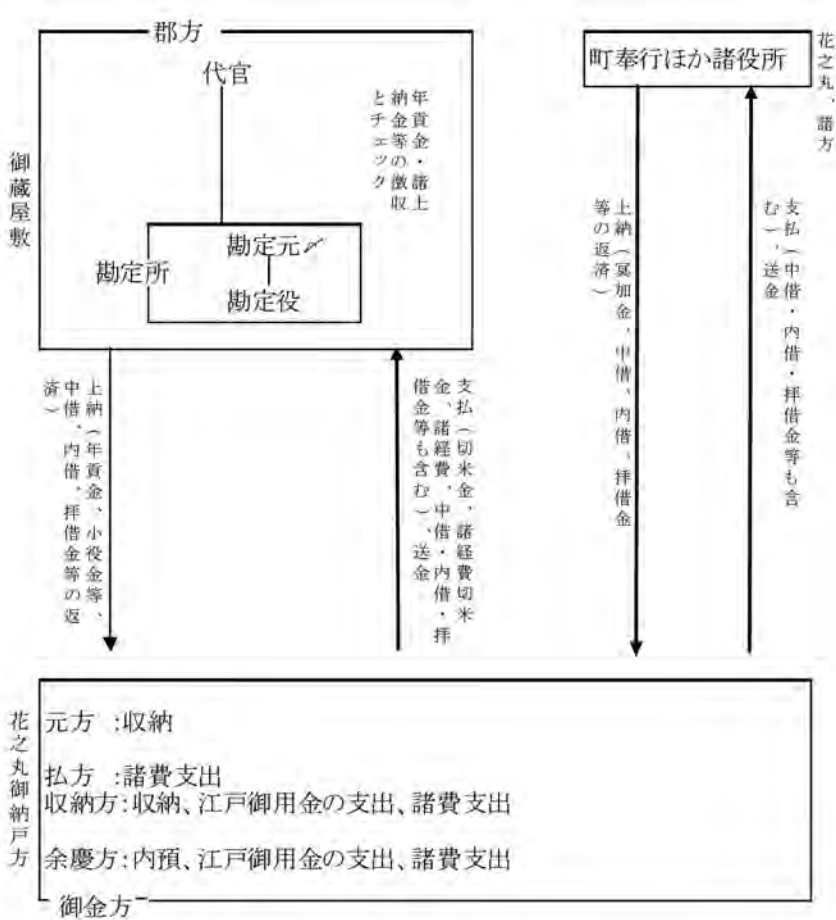 郡方
代官
年貢金・諸上
納金等の徴収
とチェック
御蔵屋敷
勘定所
勘定元〆
勘定役
町奉行ほか諸役所
花之丸、諸方
上納(年貢金、小役金等、
中借、内借、拝借金等の返
済)
支払(切米金、諸経費切米
金、諸経費、中借・内借・拝
借金等も含む)、送金
上納(冥加金、中借、内借、拝借金
等の返済)
支払(中借・内借・拝借金等も含
む)、送金
花之丸御納戸方
元方 :収納
払方 :諸費支出
収納方:収納、江戸御用金の支出、諸費支出
余慶方:内預、江戸御用金の支出、諸費支出
御金方